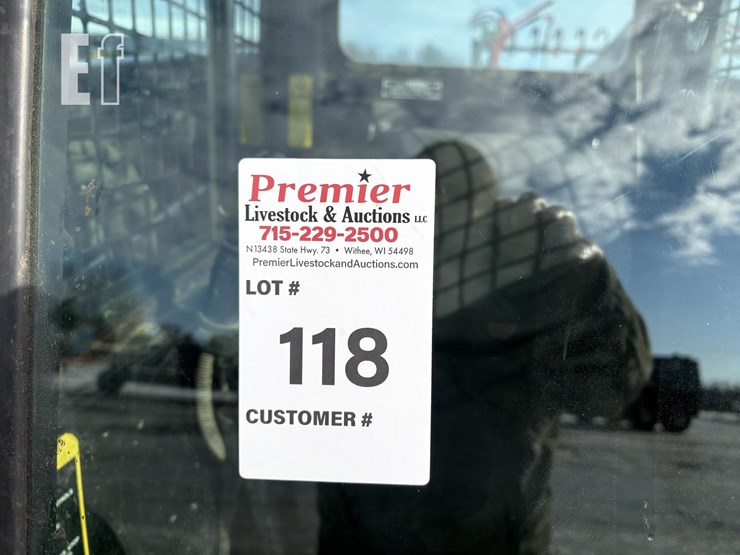 Ef
Premier
Livestock & Auctions LLC
715-229-2500
N13438 State Hwy. 73 • Withee, WI 54498
PremierLivestockandAuctions.com
LOT #
118
CUSTOMER #